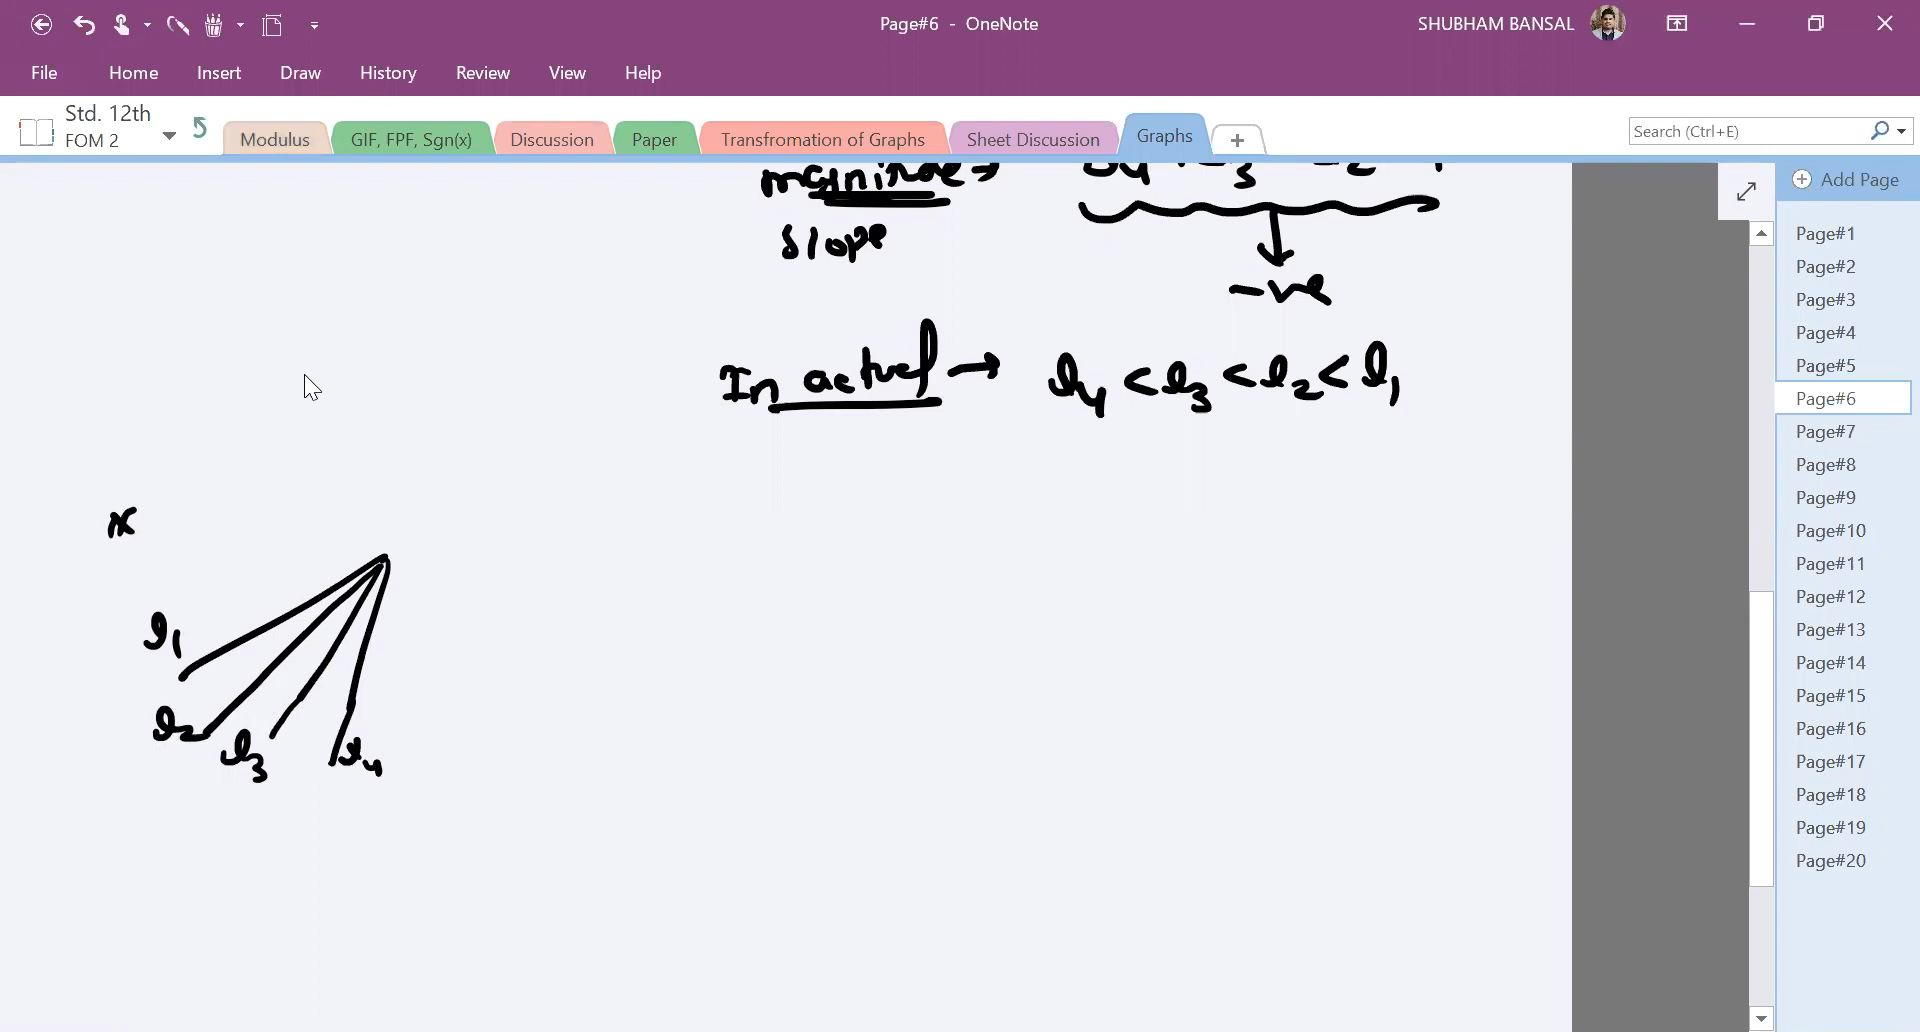 Page#6 - OneNote
SHUBHAM BANSAL
File Home Insert Draw History Review View Help
Std. 12th
FOM 2
Modulus GIF, FPF, Sgn(x) Discussion Paper Transfromation of Graphs Sheet Discussion Graphs +
Search (Ctrl+E)
Add Page
Page#1
Page#2
Page#3
Page#4
Page#5
Page#6
Page#7
Page#8
Page#9
Page#10
Page#11
Page#12
Page#13
Page#14
Page#15
Page#16
Page#17
Page#18
Page#19
Page#20
slope
-ve
In actual → l4 < l3 < l2 < l1
l1
l2
l3
l4